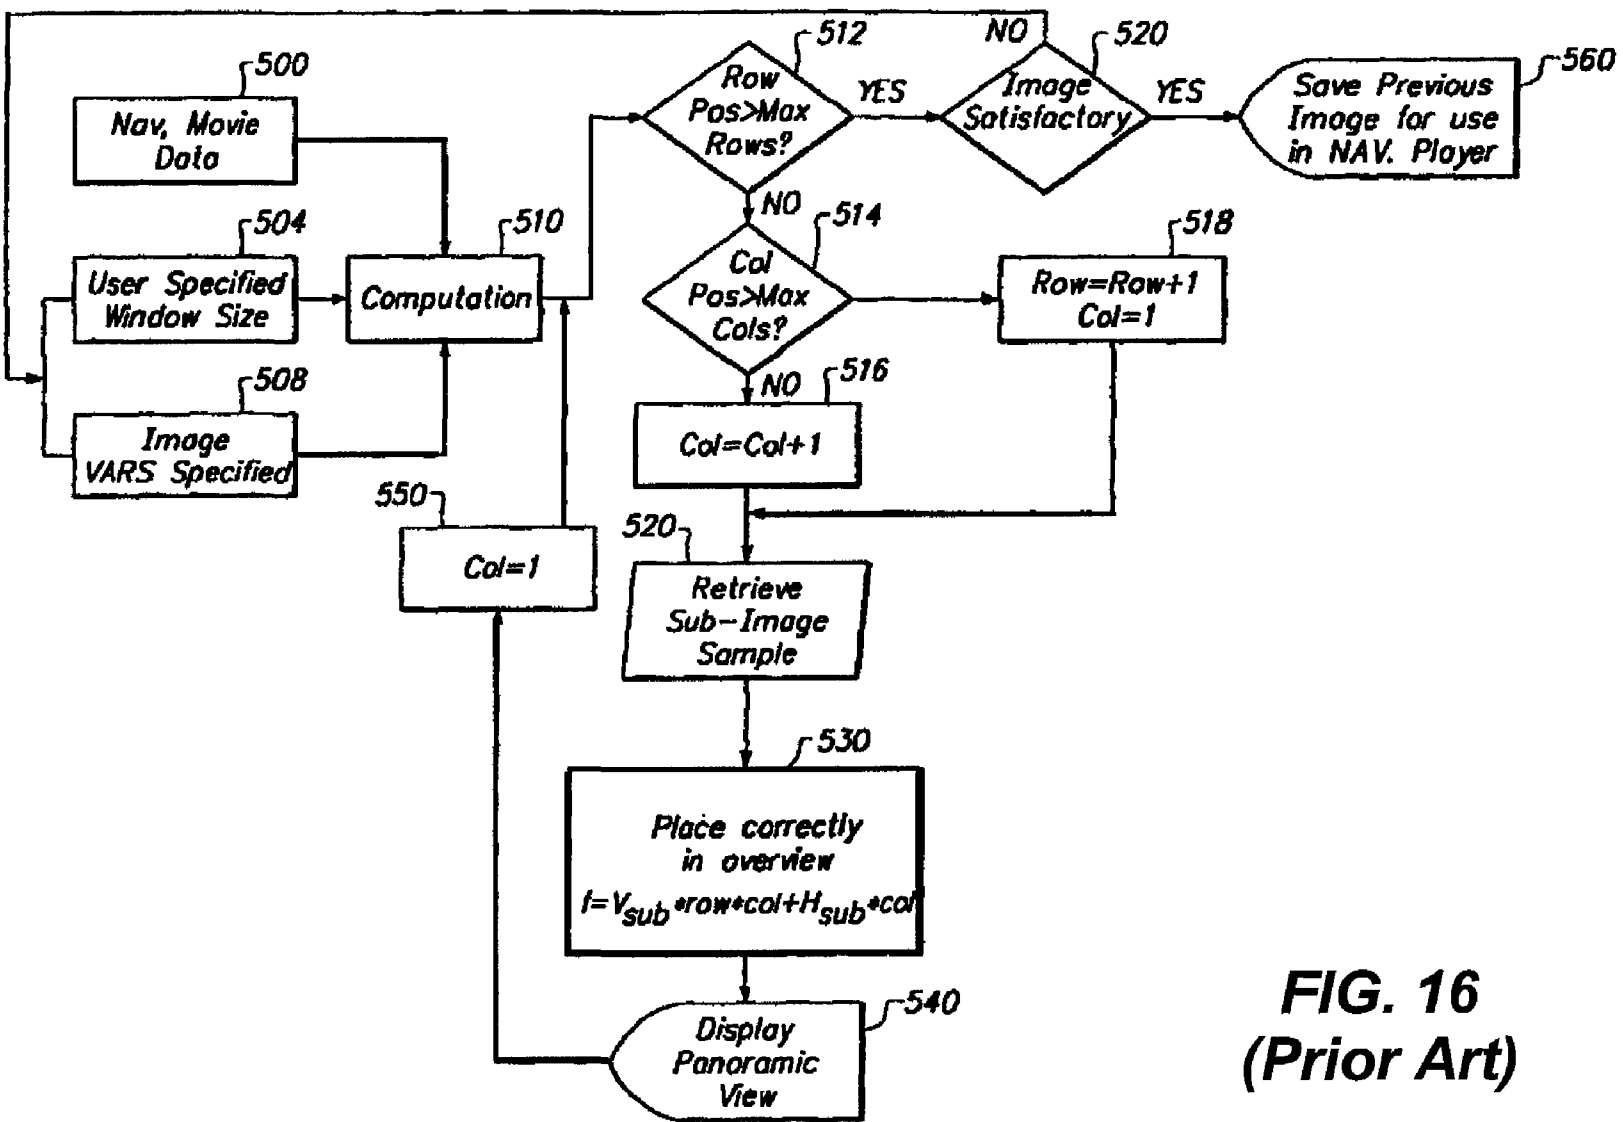 NO
520
512
500
560
Row
Pos>Max
Rows?
YES
Image
Satisfactory
YES
Save Previous
Image for use
in NAV. Player
Nav, Movie
Data
NO
504
510
514
518
User Specified
Window Size
Computation
Col
Pos>Max
Cols?
Row=Row+1
Col=1
508
NO
516
Image
VARS Specified
Col=Col+1
550
520
Col=1
Retrieve
Sub-Image
Sample
530
Place correctly
in overview
f=Vsub*row*col+Hsub*col
540
Display
Panoramic
View
FIG. 16
(Prior Art)